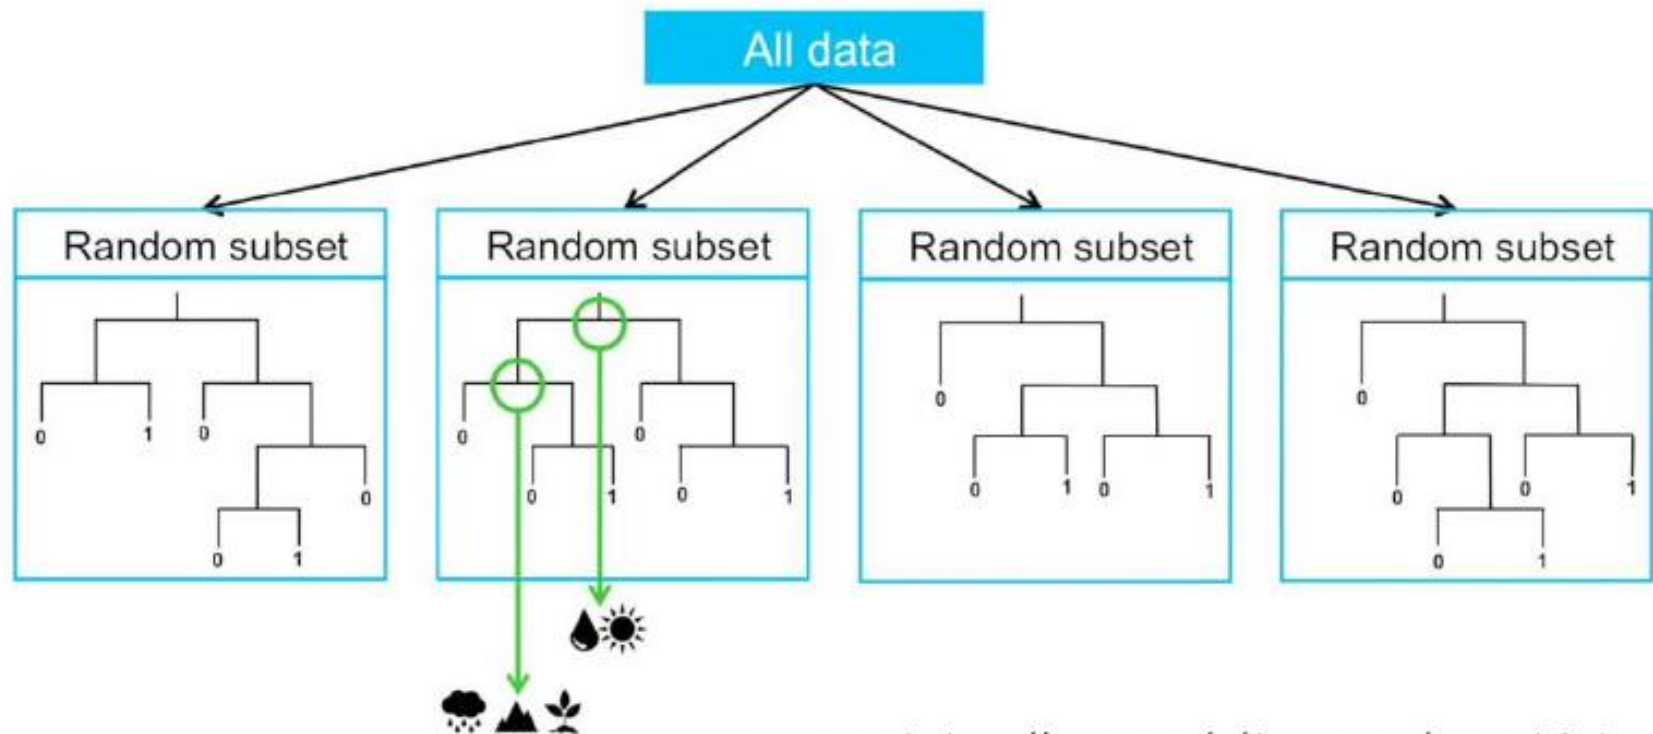 All data
Random subset Random subset Random subset Random subset
0 1 0 0 0 1
0 0 1 0 0 1
0 0 1 0 1
0 0 0 1 0 1